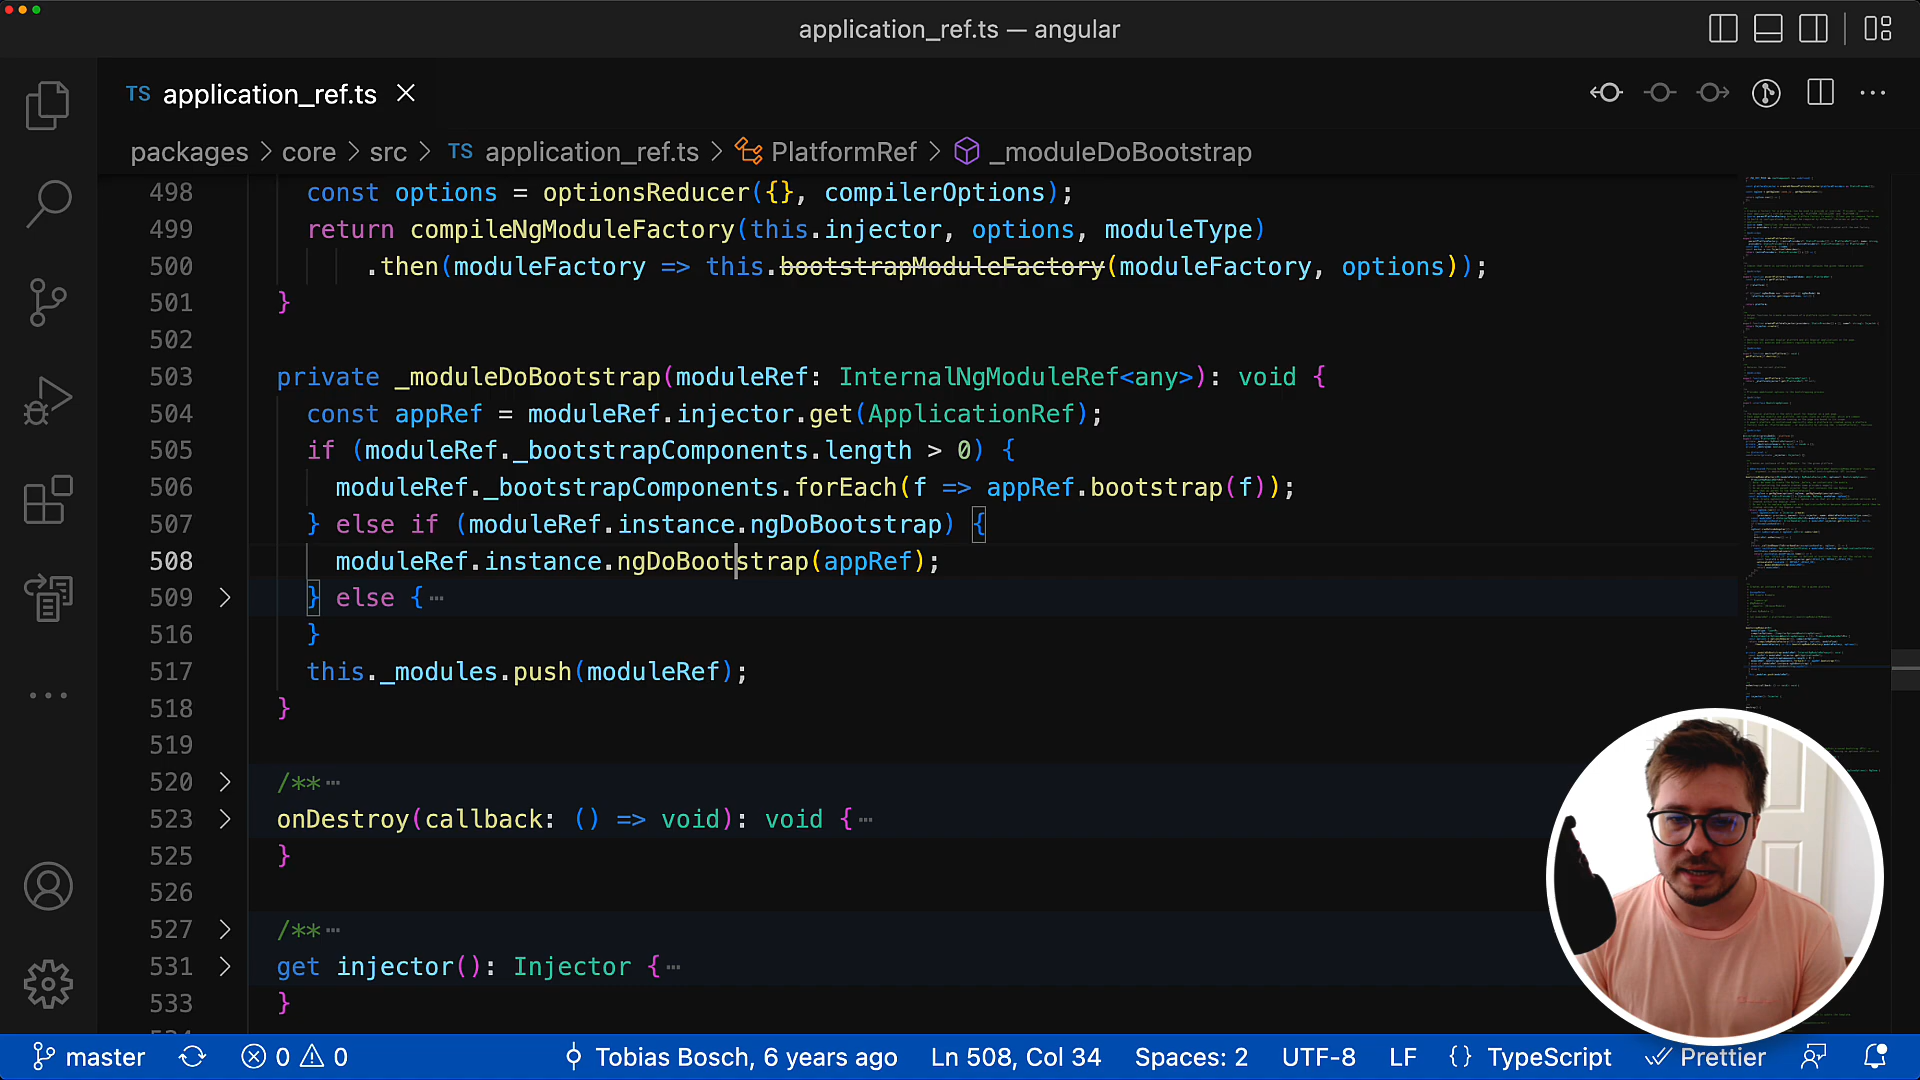 application_ref.ts — angular
TS application_ref.ts
packages > core > src > TS application_ref.ts > PlatformRef > _moduleDoBootstrap
498 const options = optionsReducer({}, compilerOptions);
499 return compileNgModuleFactory(this.injector, options, moduleType)
500 .then(moduleFactory => this.bootstrapModuleFactory(moduleFactory, options));
501 }
502
503 private _moduleDoBootstrap(moduleRef: InternalNgModuleRef<any>): void {
504 const appRef = moduleRef.injector.get(ApplicationRef);
505 if (moduleRef._bootstrapComponents.length > 0) {
506 moduleRef._bootstrapComponents.forEach(f => appRef.bootstrap(f));
507 } else if (moduleRef.instance.ngDoBootstrap) {
508 moduleRef.instance.ngDoBootstrap(appRef);
509 } else {⋯
516 }
517 this._modules.push(moduleRef);
518 }
519
520 /**⋯
523 onDestroy(callback: () => void): void {⋯
525 }
526
527 /**⋯
531 get injector(): Injector {⋯
533 }
master 0 0 Tobias Bosch, 6 years ago Ln 508, Col 34 Spaces: 2 UTF-8 LF {} TypeScript Prettier